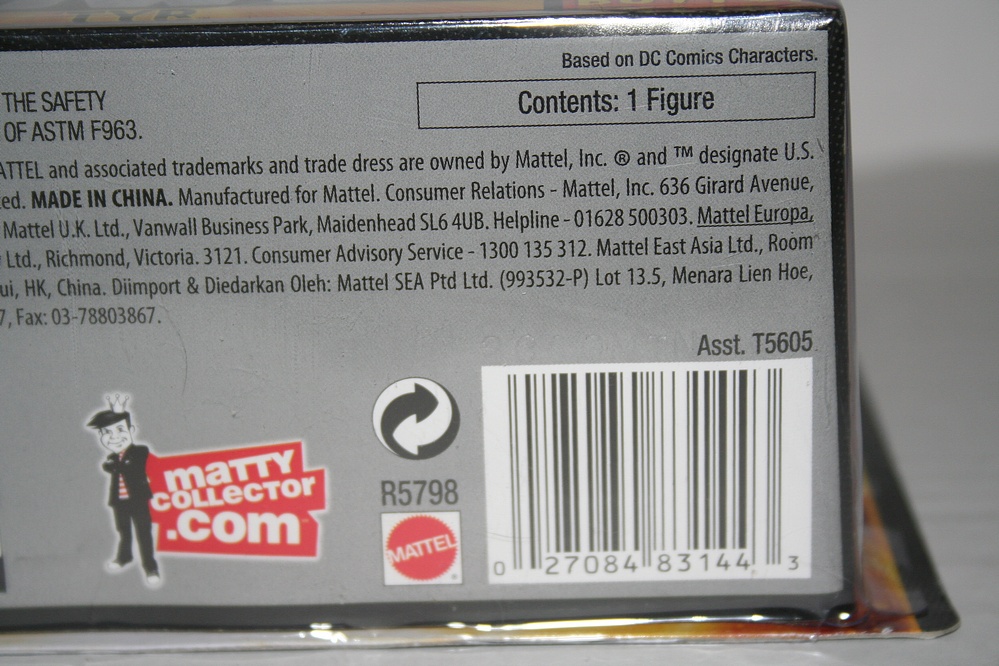 Based on DC Comics Characters.
Contents: 1 Figure
THE SAFETY
OF ASTM F963.
ATTEL and associated trademarks and trade dress are owned by Mattel, Inc. ® and ™ designate U.S.
ed. MADE IN CHINA. Manufactured for Mattel. Consumer Relations - Mattel, Inc. 636 Girard Avenue,
Mattel U.K. Ltd., Vanwall Business Park, Maidenhead SL6 4UB. Helpline - 01628 500303. Mattel Europa,
Ltd., Richmond, Victoria. 3121. Consumer Advisory Service - 1300 135 312. Mattel East Asia Ltd., Room
ui, HK, China. Diimport & Diedarkan Oleh: Mattel SEA Ptd Ltd. (993532-P) Lot 13.5, Menara Lien Hoe,
7, Fax: 03-78803867.
Asst. T5605
MATTY
COLLECTOR
.com
R5798
MATTEL
0 27084 83144 3